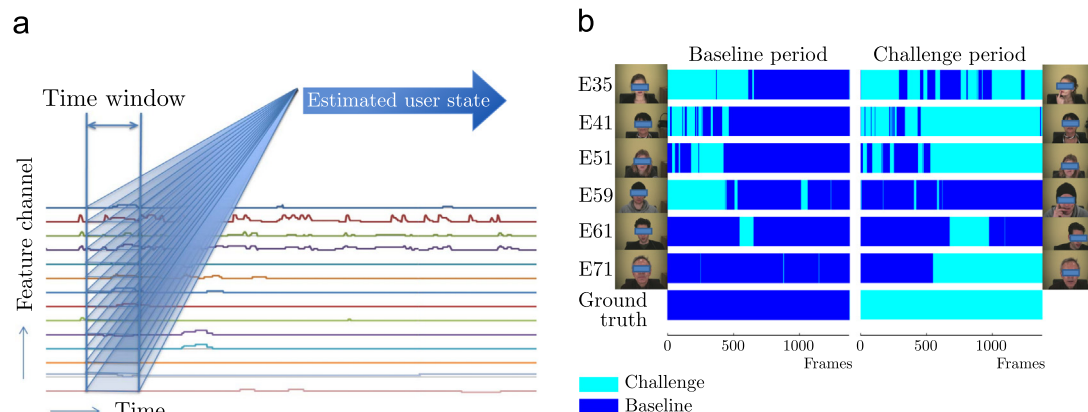 a
Time window
Estimated user state
Feature channel
Time
b
Baseline period
Challenge period
E35
E41
E51
E59
E61
E71
Ground
truth
0
500
1000
Frames
0
500
1000
Frames
Challenge
Baseline